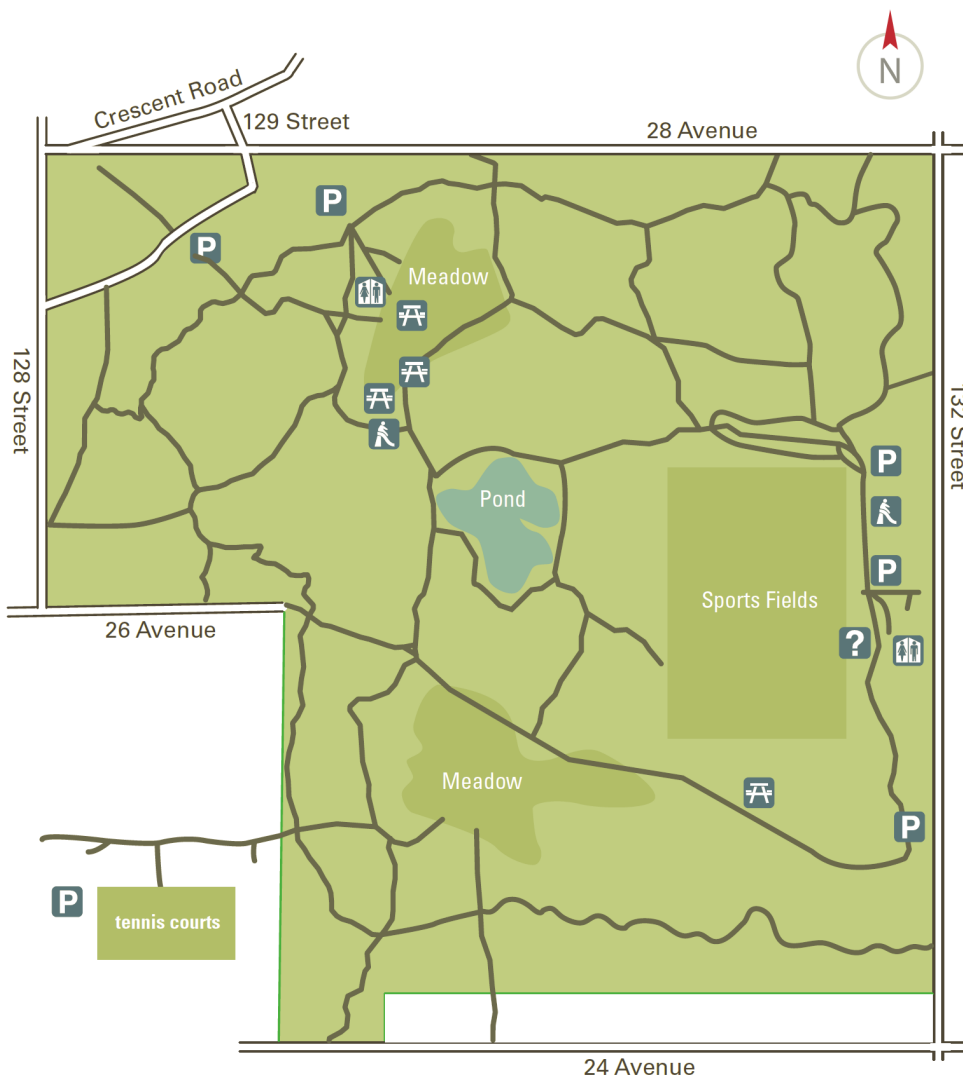 N
Crescent Road
129 Street
28 Avenue
P
P
Meadow
128 Street
132 Street
P
Pond
P
Sports Fields
26 Avenue
?
Meadow
P
P
tennis courts
24 Avenue